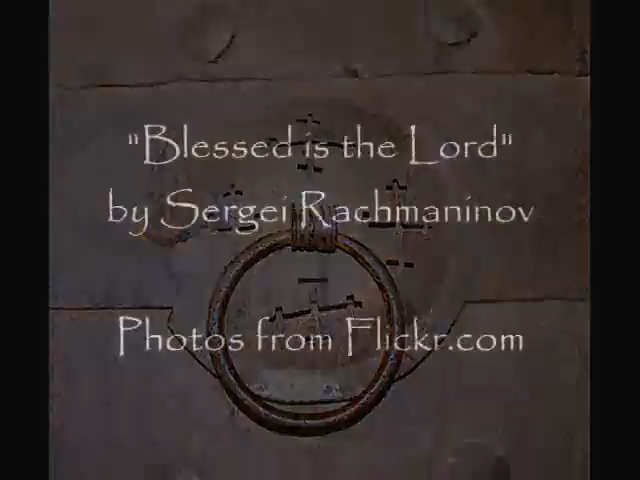 "Blessed is the Lord"
by Sergei Rachmaninov
Photos from Flickr.com